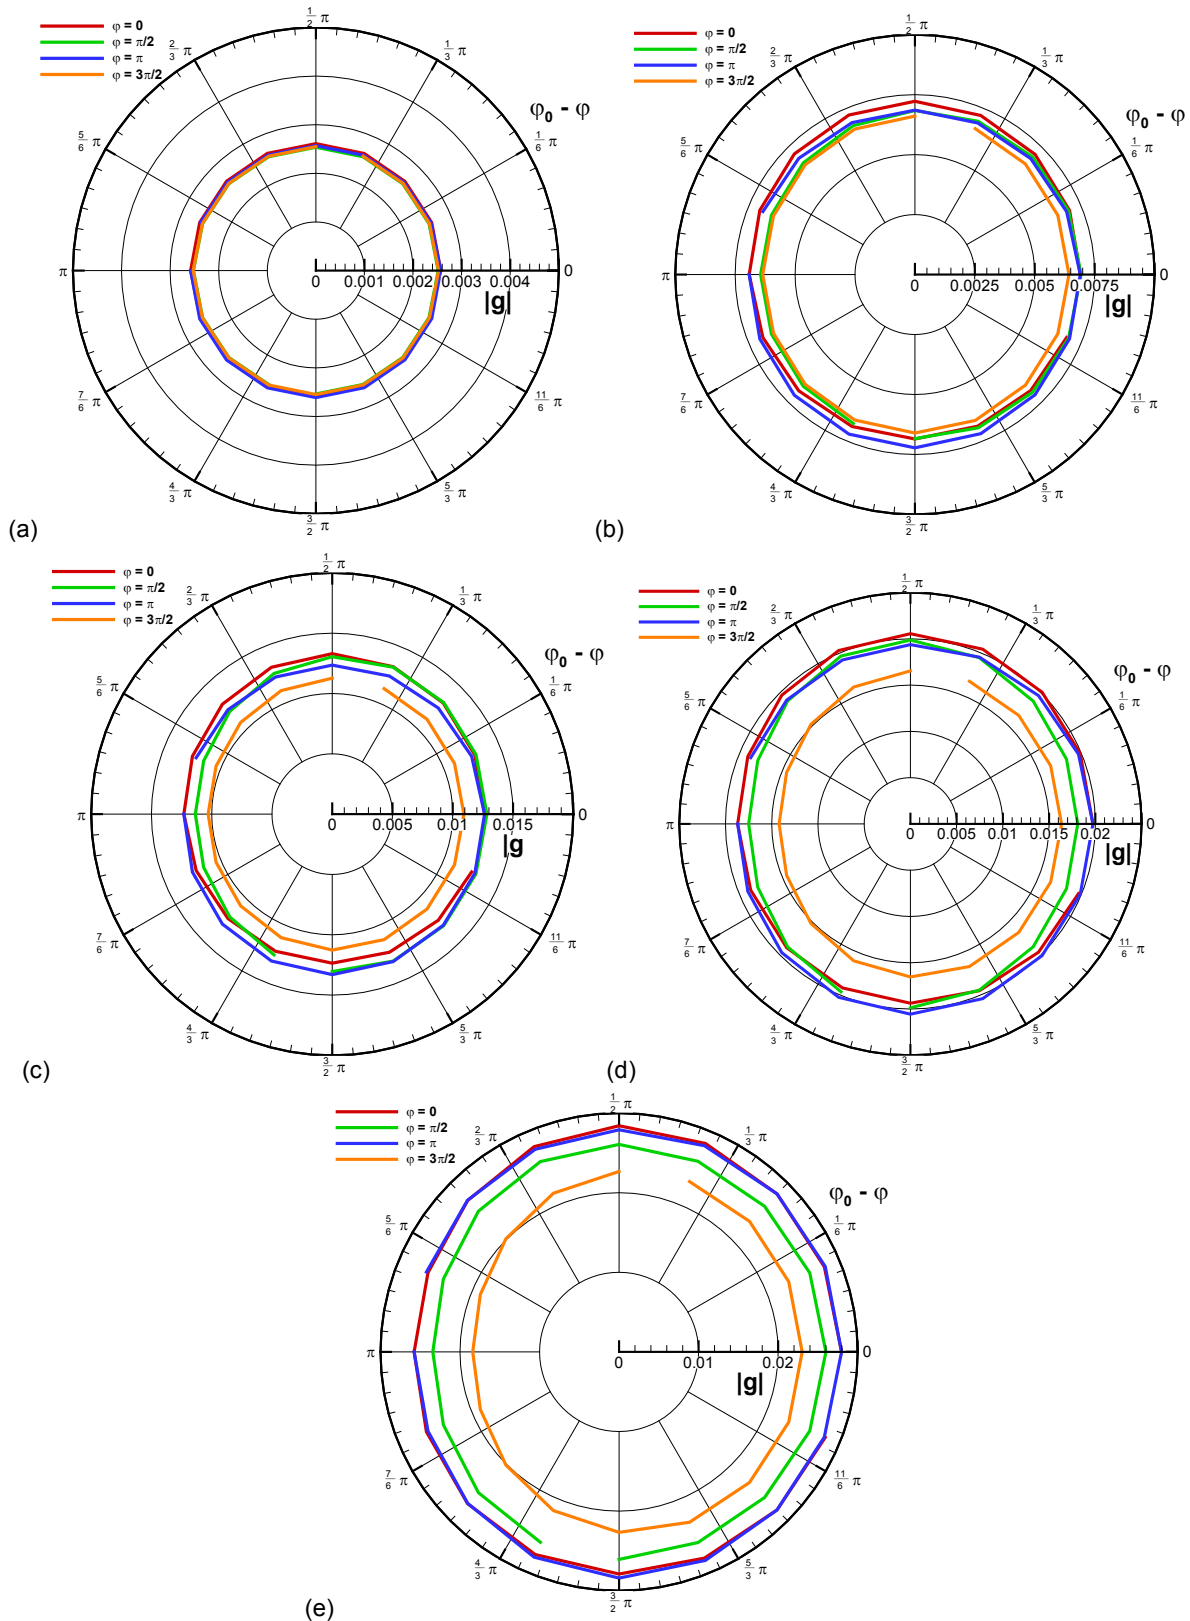 φ = 0
φ = π/2
φ = π
φ = 3π/2
1/2 π
2/3 π
1/3 π
5/6 π
φ₀ - φ
1/6 π
π
0 0.001 0.002 0.003 0.004
0
|g|
7/6 π
11/6 π
4/3 π
5/3 π
3/2 π
(a)
φ = 0
φ = π/2
φ = π
φ = 3π/2
1/2 π
2/3 π
1/3 π
5/6 π
φ₀ - φ
1/6 π
π
0 0.0025 0.005 0.0075
0
|g|
7/6 π
11/6 π
4/3 π
5/3 π
3/2 π
(b)
φ = 0
φ = π/2
φ = π
φ = 3π/2
1/2 π
2/3 π
1/3 π
5/6 π
φ₀ - φ
1/6 π
π
0 0.005 0.01 0.015
0
|g
7/6 π
11/6 π
4/3 π
5/3 π
3/2 π
(c)
φ = 0
φ = π/2
φ = π
φ = 3π/2
1/2 π
2/3 π
1/3 π
5/6 π
φ₀ - φ
1/6 π
π
0 0.005 0.01 0.015 0.02
0
|g|
7/6 π
11/6 π
4/3 π
5/3 π
3/2 π
(d)
φ = 0
φ = π/2
φ = π
φ = 3π/2
1/2 π
2/3 π
1/3 π
5/6 π
φ₀ - φ
1/6 π
π
0 0.01 0.02
0
|g|
7/6 π
11/6 π
4/3 π
5/3 π
3/2 π
(e)